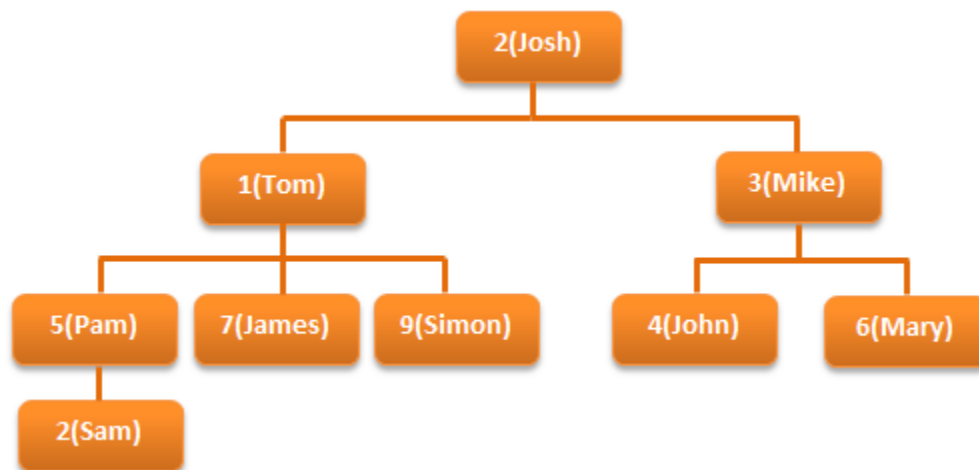 2(Josh)
1(Tom)
3(Mike)
5(Pam)
7(James)
9(Simon)
4(John)
6(Mary)
2(Sam)